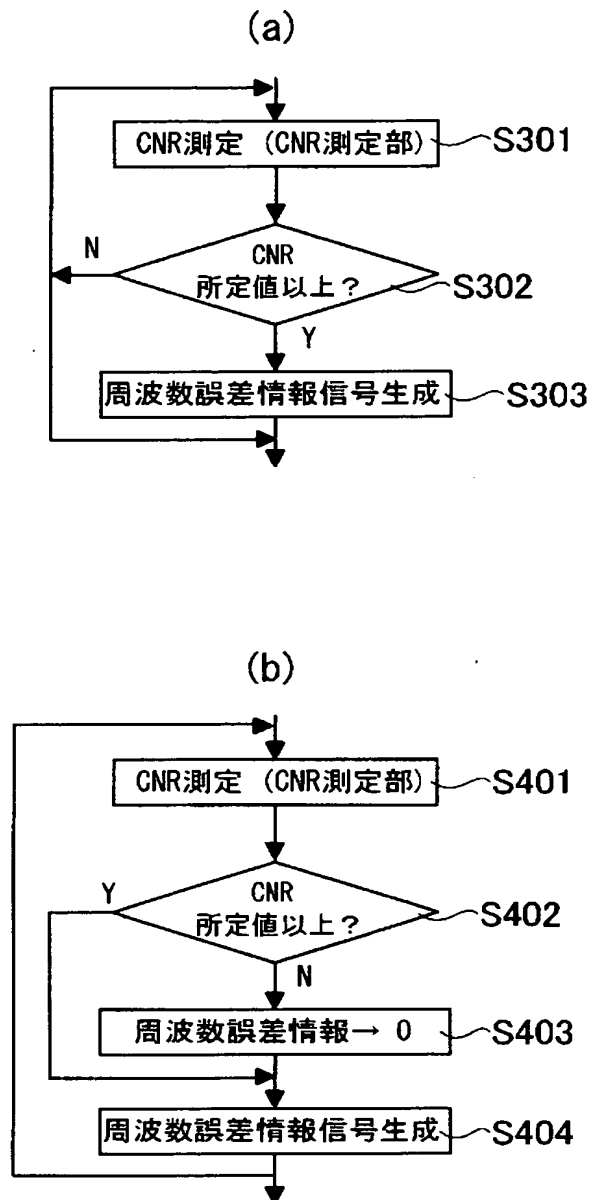 (a)
CNR測定 (CNR測定部)
S301
N
CNR
所定値以上?
S302
Y
周波数誤差情報信号生成
S303
(b)
CNR測定 (CNR測定部)
S401
Y
CNR
所定値以上?
S402
N
周波数誤差情報→ 0
S403
周波数誤差情報信号生成
S404